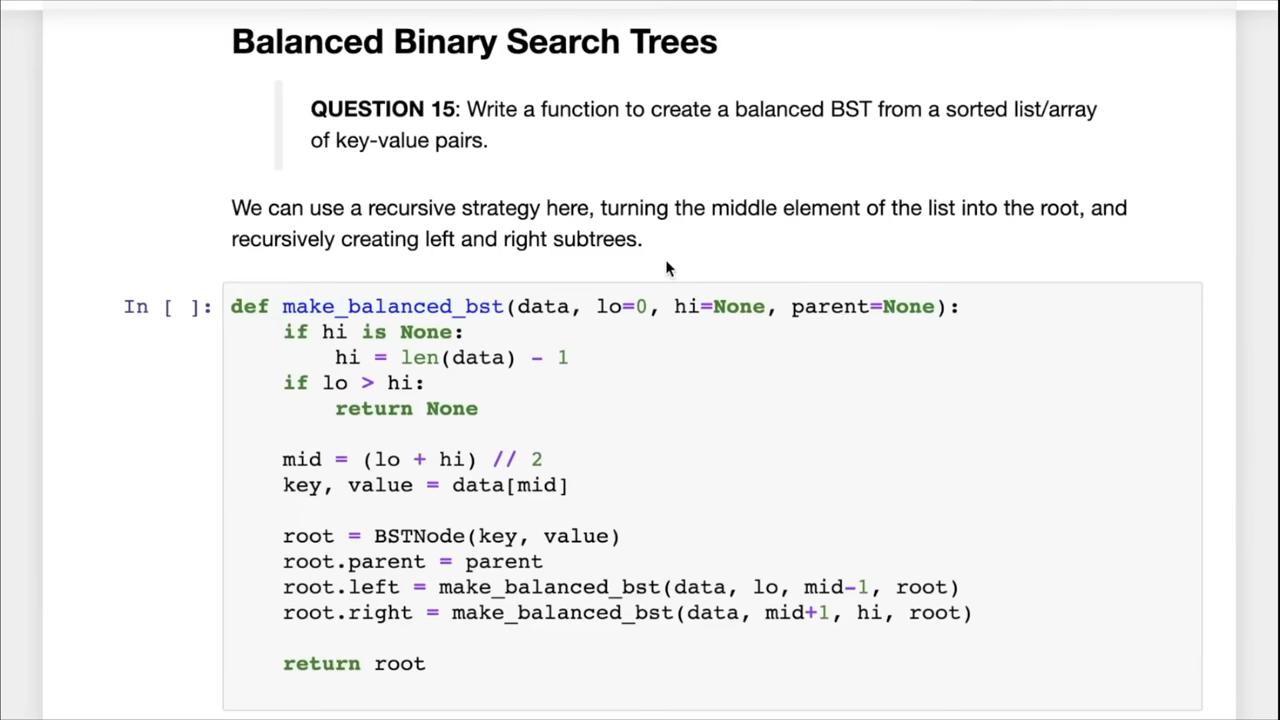 Balanced Binary Search Trees
QUESTION 15: Write a function to create a balanced BST from a sorted list/array
of key-value pairs.
We can use a recursive strategy here, turning the middle element of the list into the root, and
recursively creating left and right subtrees.
In [ ]: def make_balanced_bst(data, lo=0, hi=None, parent=None):
    if hi is None:
        hi = len(data) - 1
    if lo > hi:
        return None
    mid = (lo + hi) // 2
    key, value = data[mid]
    root = BSTNode(key, value)
    root.parent = parent
    root.left = make_balanced_bst(data, lo, mid-1, root)
    root.right = make_balanced_bst(data, mid+1, hi, root)
    return root